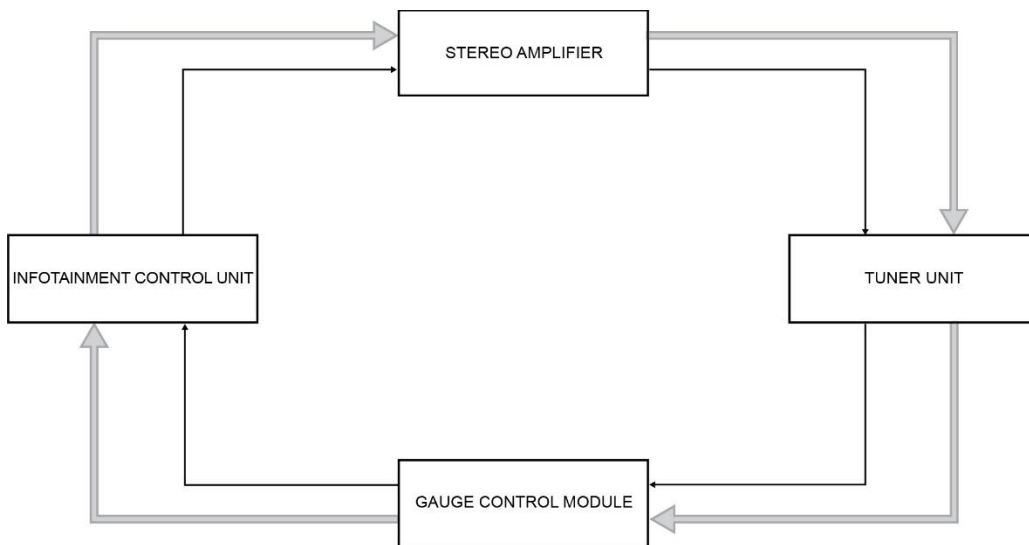 STEREO AMPLIFIER
INFOTAINMENT CONTROL UNIT
TUNER UNIT
GAUGE CONTROL MODULE